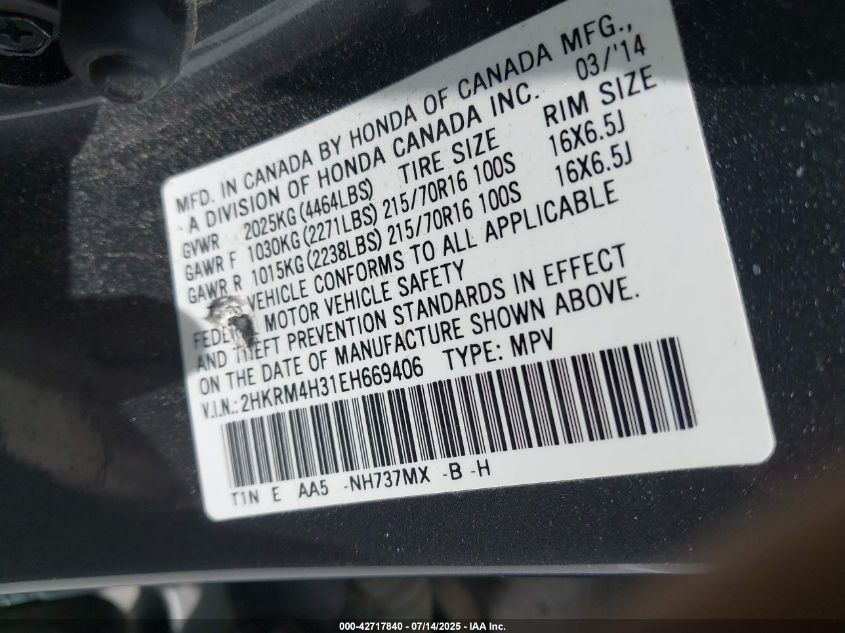 MFD. IN CANADA BY HONDA OF CANADA MFG.,
A DIVISION OF HONDA CANADA INC. 03/'14
GVWR 2025KG (4464LBS) TIRE SIZE RIM SIZE
GAWR F 1030KG (2271LBS) 215/70R16 100S 16X6.5J
GAWR R 1015KG (2238LBS) 215/70R16 100S 16X6.5J
VEHICLE CONFORMS TO ALL APPLICABLE
MOTOR VEHICLE SAFETY
AND THEFT PREVENTION STANDARDS IN EFFECT
ON THE DATE OF MANUFACTURE SHOWN ABOVE.
V.I.N.: 2HKRM4H31EH669406 TYPE: MPV
T1N E AA5 -NH737MX -B -H
000-42717840 - 07/14/2025 - IAA Inc.